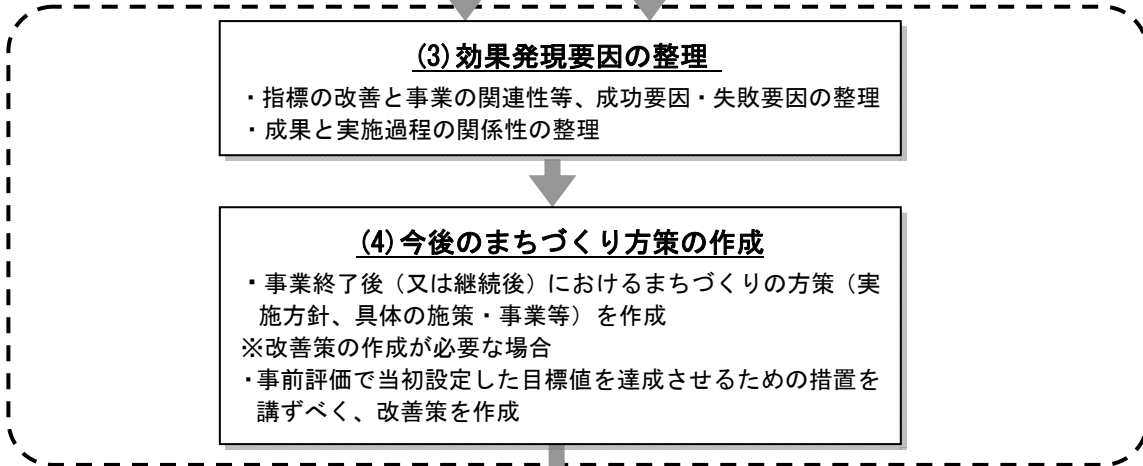 (3)効果発現要因の整理
・指標の改善と事業の関連性等、成功要因・失敗要因の整理
・成果と実施過程の関係性の整理
(4)今後のまちづくり方策の作成
・事業終了後（又は継続後）におけるまちづくりの方策（実
施方針、具体の施策・事業等）を作成
※改善策の作成が必要な場合
・事前評価で当初設定した目標値を達成させるための措置を
講ずべく、改善策を作成